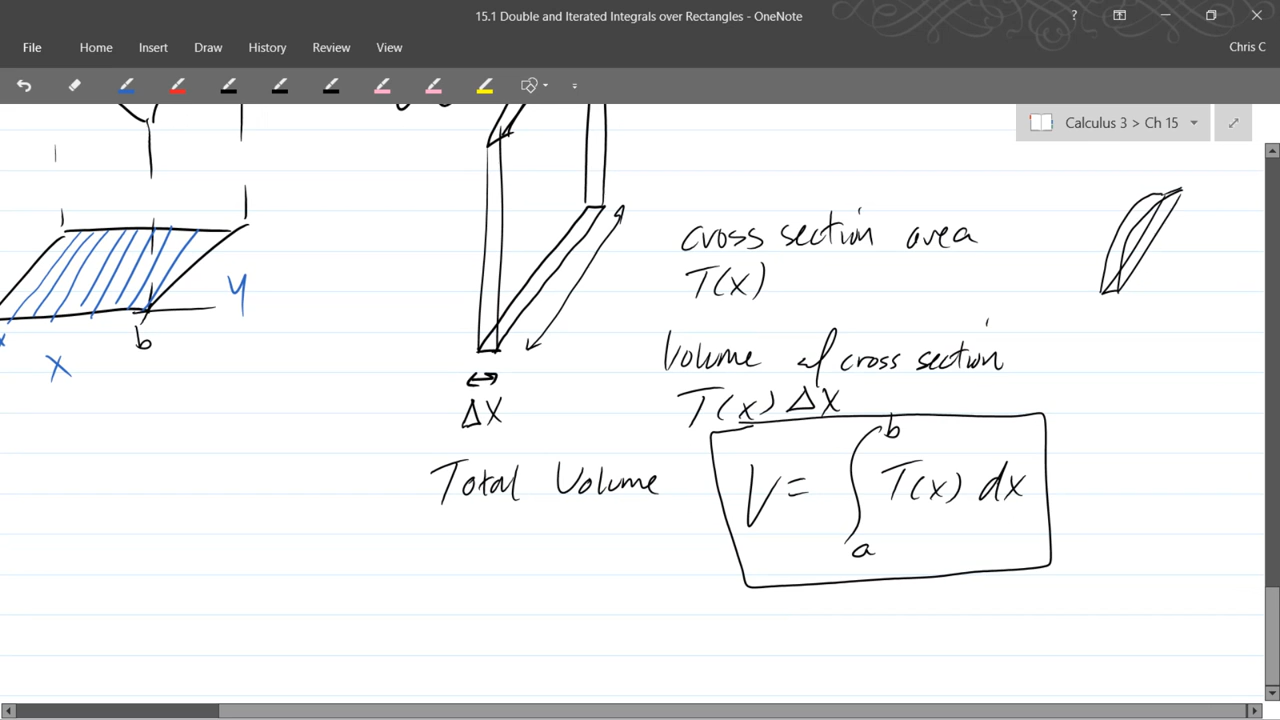 15.1 Double and Iterated Integrals over Rectangles - OneNote
?
File Home Insert Draw History Review View
Chris C
Calculus 3 > Ch 15
cross section area
T(x)
y
b
x
Volume of cross section
T(x) Δx
Δx
Total Volume V = ∫_a^b T(x) dx